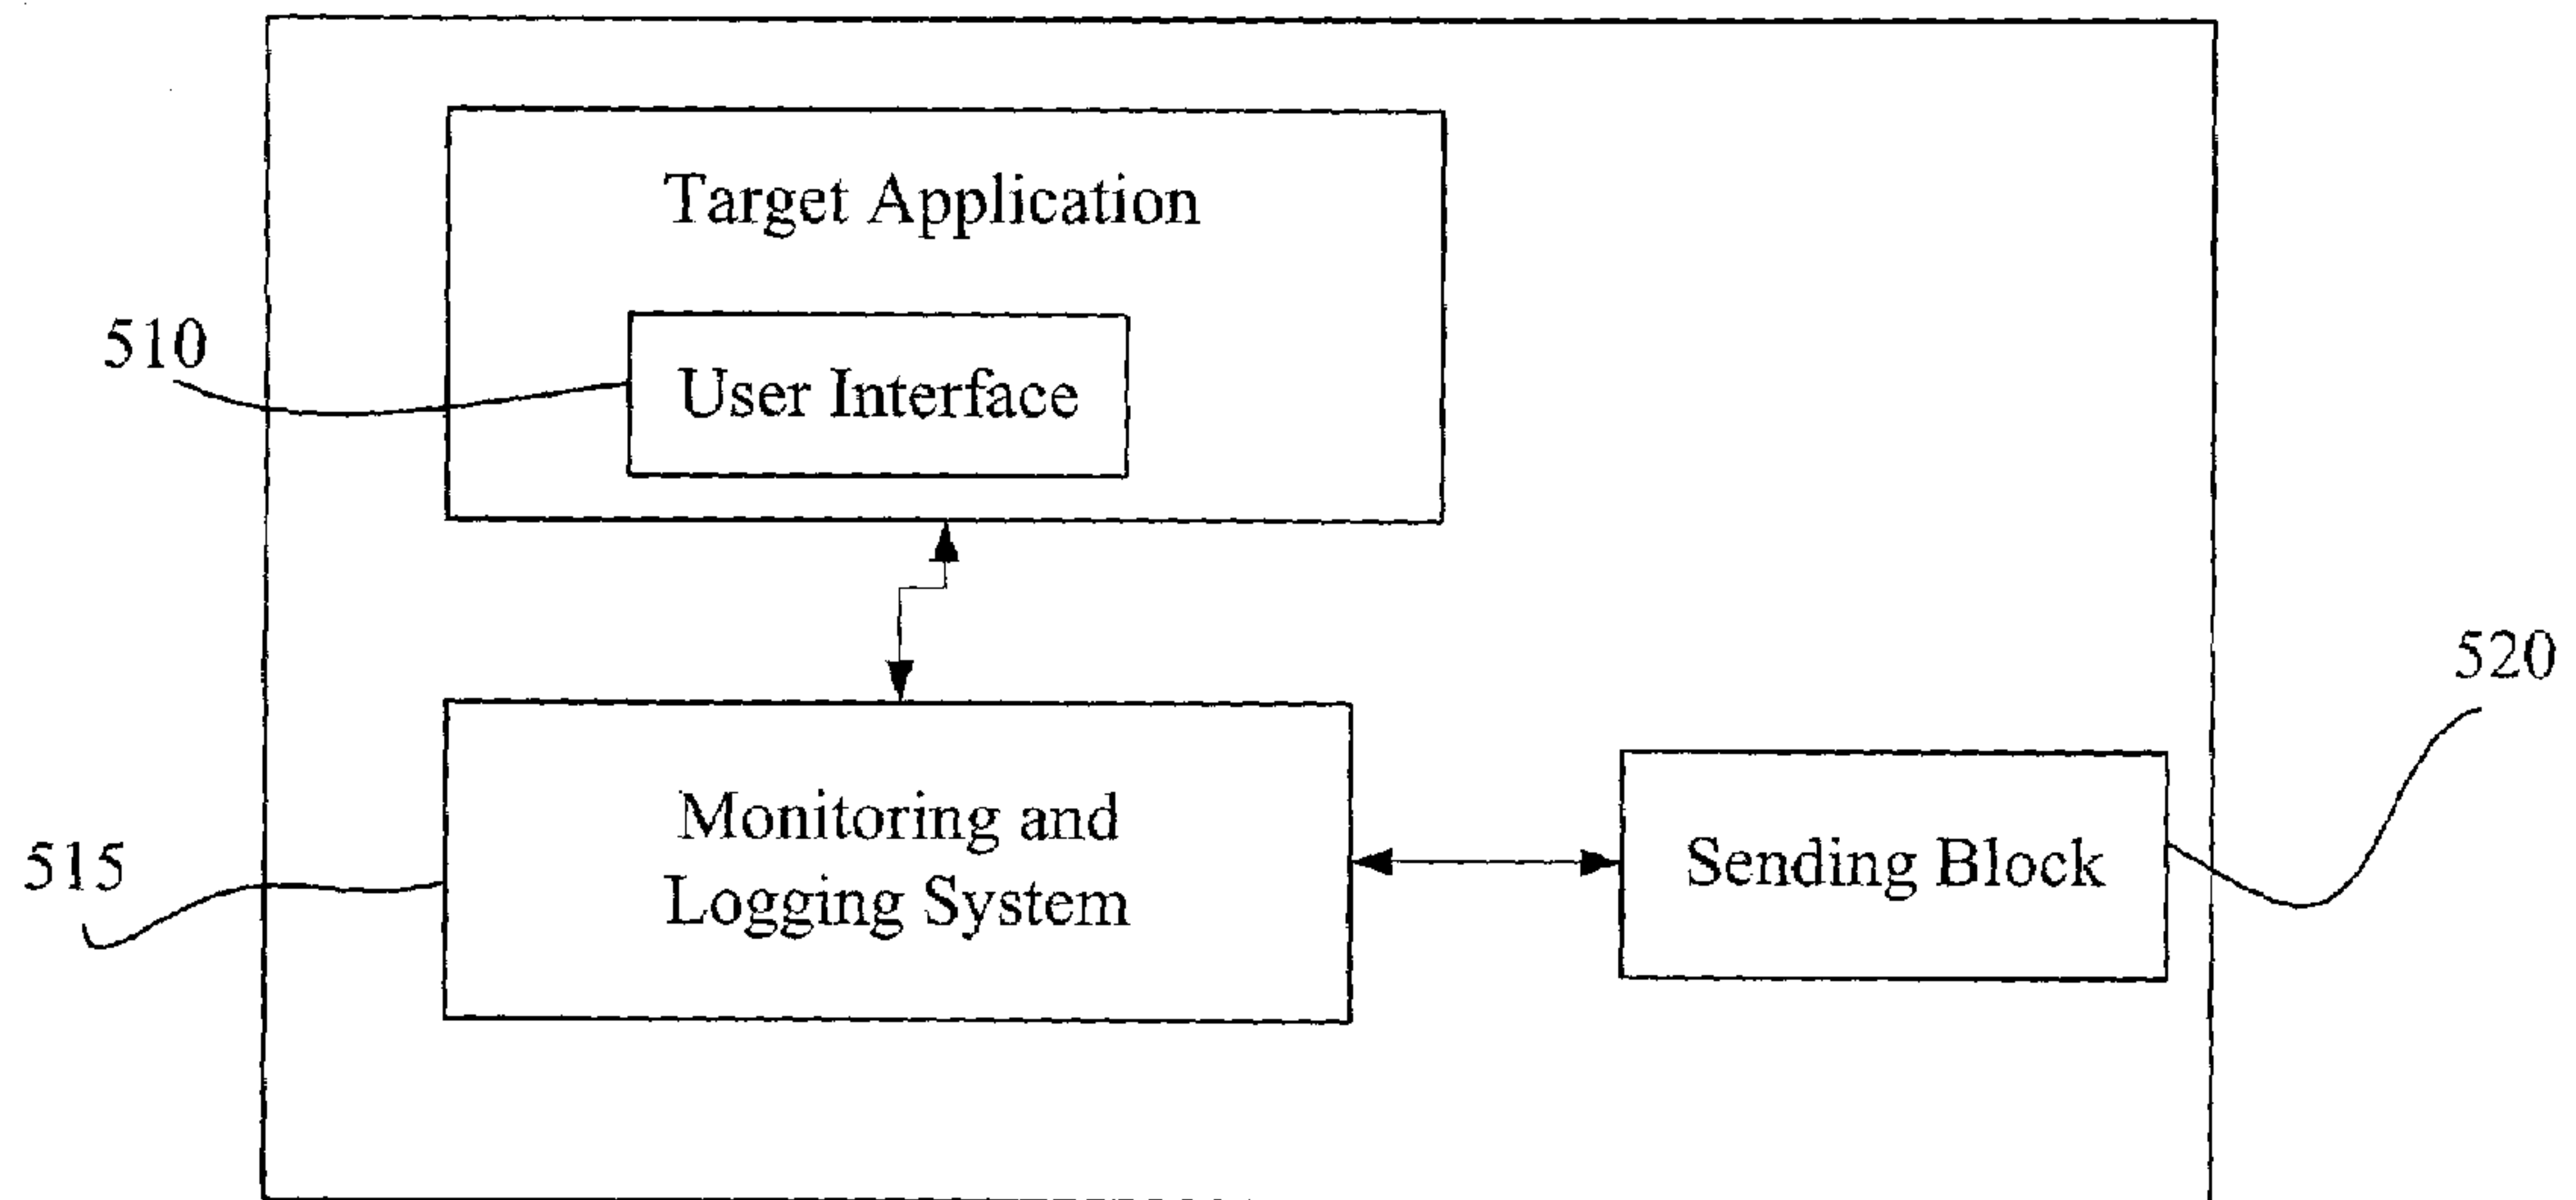 Target Application
510
User Interface
520
515
Monitoring and
Logging System
Sending Block